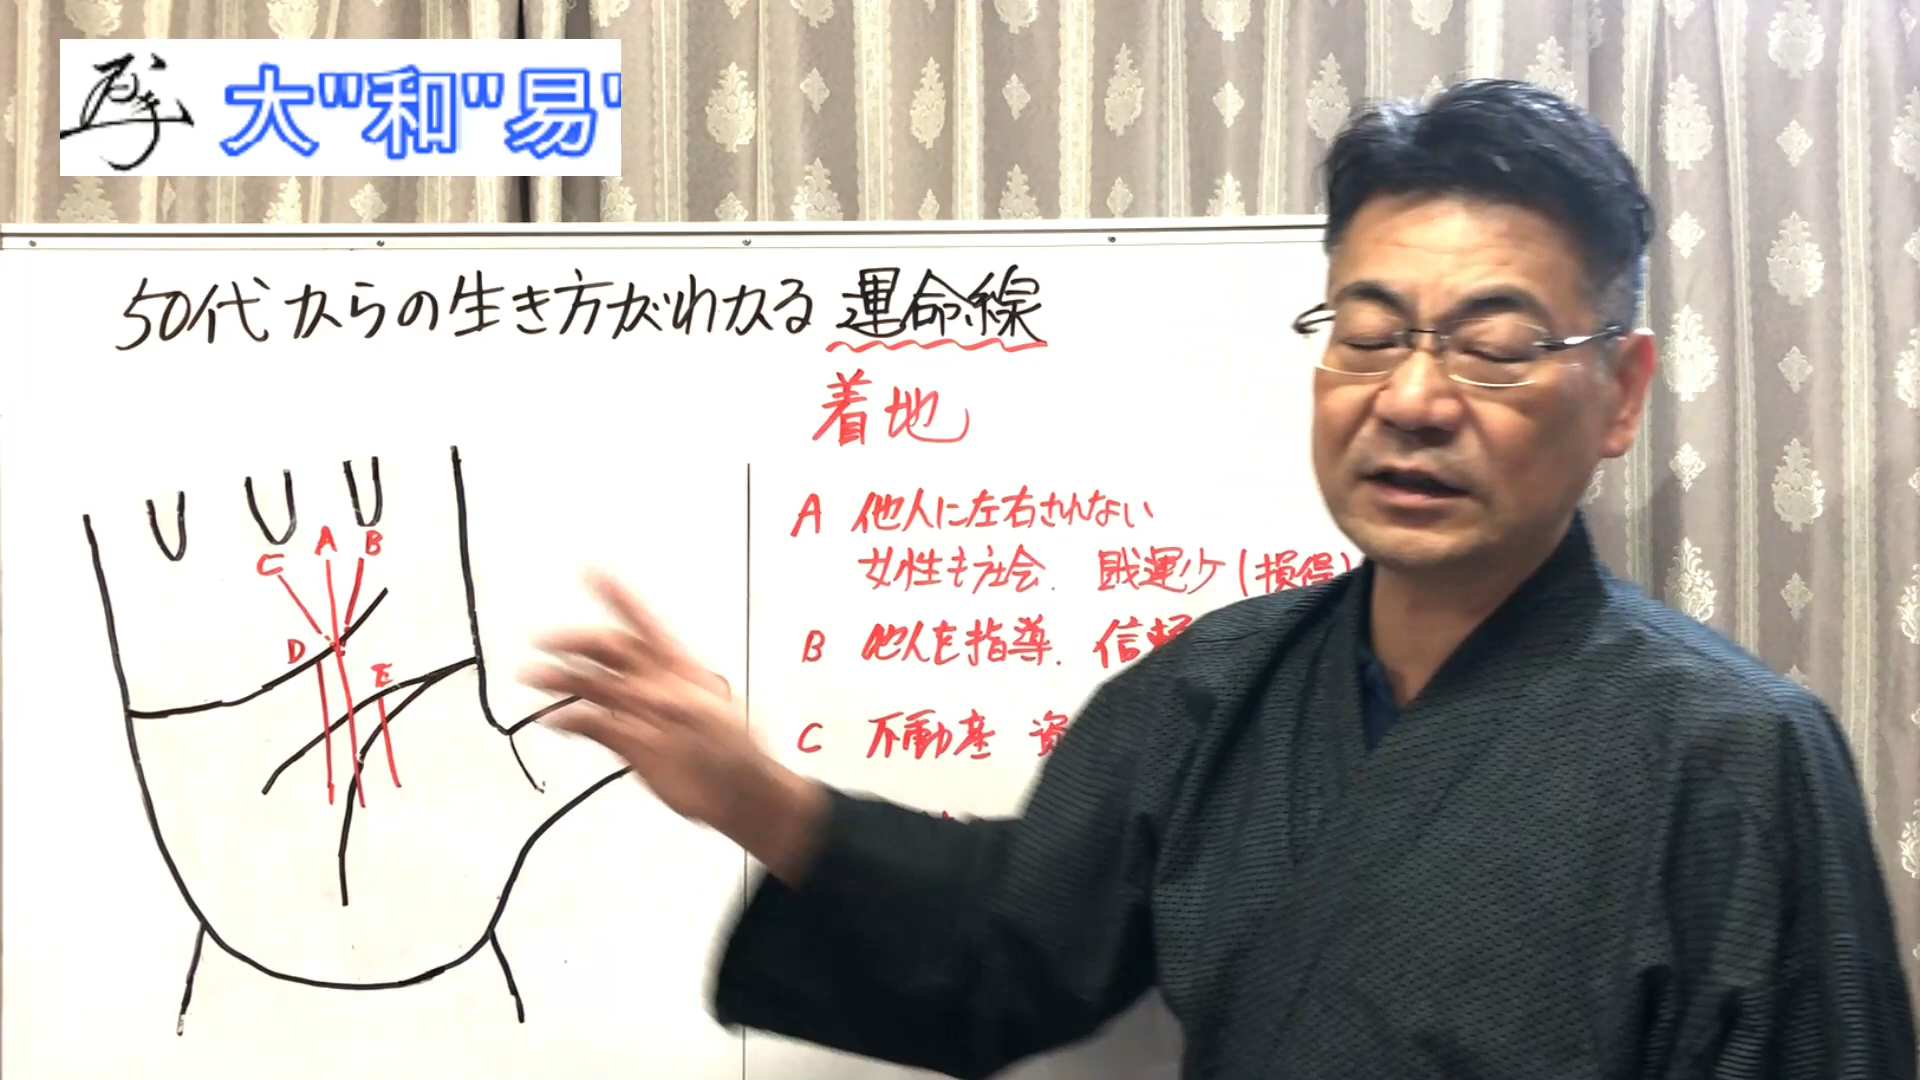 大"和"易"
50代からの生き方がわかる運命線
着地
A 他人に左右されない
女性も社会. 財運少(損得)
B 他人を指導. 信頼
C 不動産 資
C A B
D E